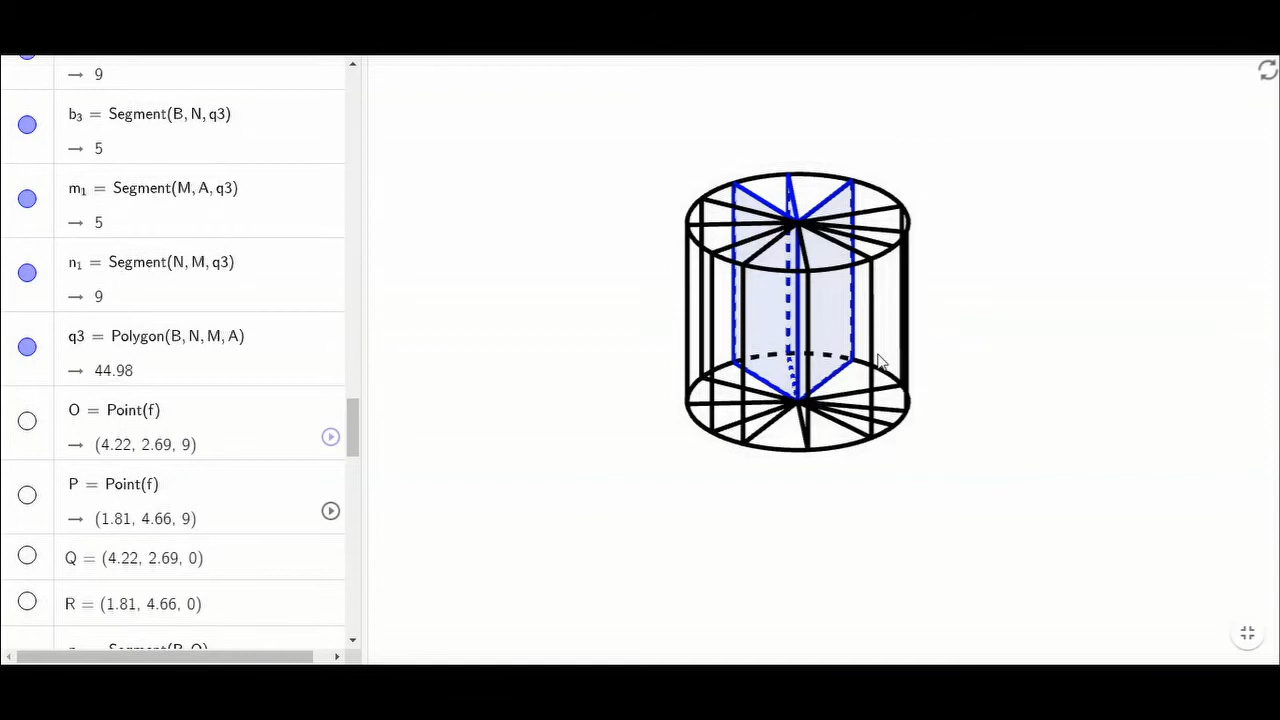 → 9
b₃ = Segment(B, N, q3)
→ 5
m₁ = Segment(M, A, q3)
→ 5
n₁ = Segment(N, M, q3)
→ 9
q3 = Polygon(B, N, M, A)
→ 44.98
O = Point(f)
→ (4.22, 2.69, 9)
P = Point(f)
→ (1.81, 4.66, 9)
Q = (4.22, 2.69, 0)
R = (1.81, 4.66, 0)